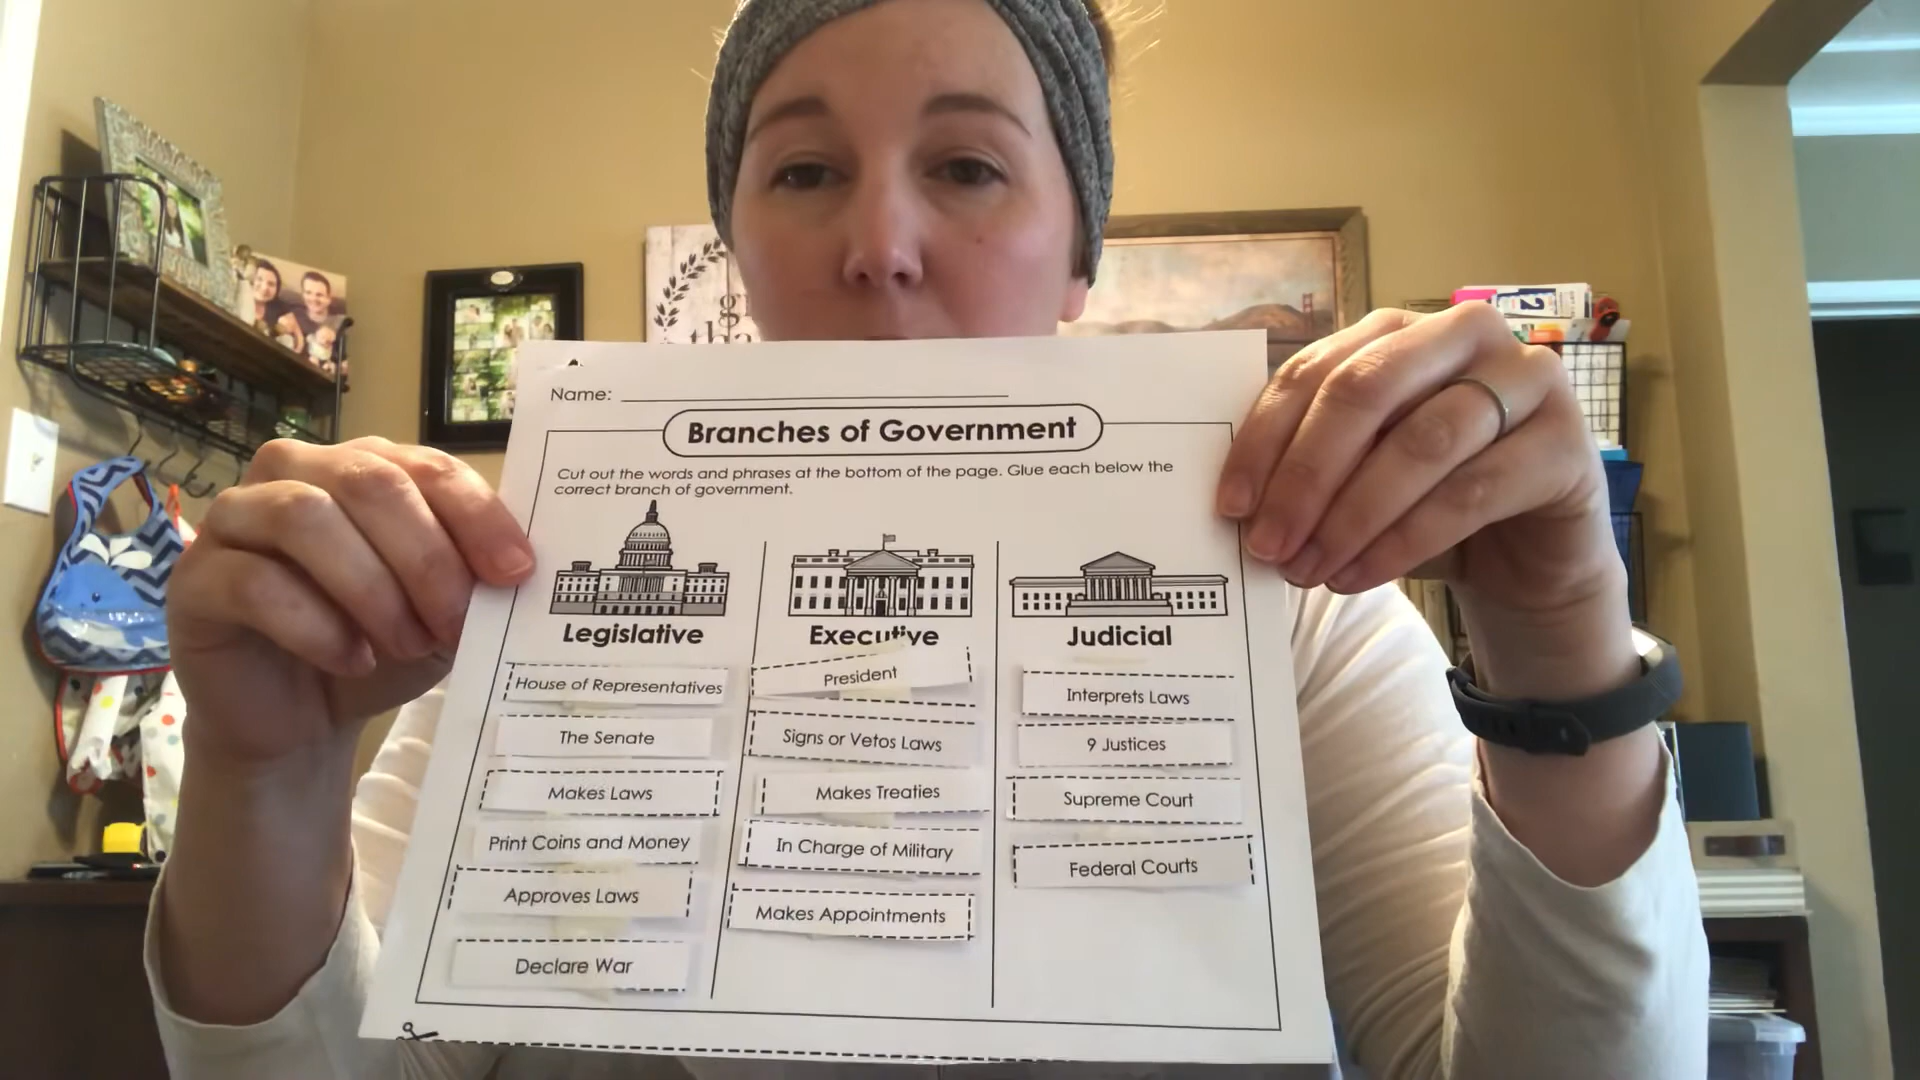 Name:
Branches of Government
Cut out the words and phrases at the bottom of the page. Glue each below the
correct branch of government.
Legislative
House of Representatives
The Senate
Makes Laws
Print Coins and Money
Approves Laws
Declare War
Executive
President
Signs or Vetos Laws
Makes Treaties
In Charge of Military
Makes Appointments
Judicial
Interprets Laws
9 Justices
Supreme Court
Federal Courts